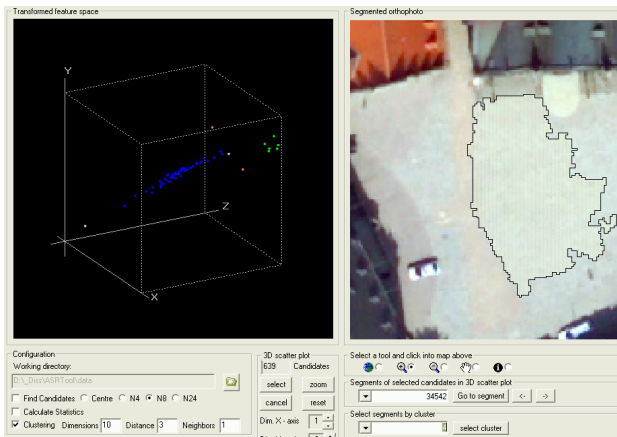 Transformed feature space
Y
Z
X
Segmented orthophoto
Configuration
Working directory:
D:\_Diss\ASRTool\data
Find Candidates Centre N4 N8 N24
Calculate Statistics
Clustering Dimensions 10 Distance 3 Neighbors 1
3D scatter plot
639 Candidates
select zoom
cancel reset
Dim. X - axis 1
Select a tool and click into map above
Segments of selected candidates in 3D scatter plot
34542 Go to segment <- ->
Select segments by cluster
select cluster